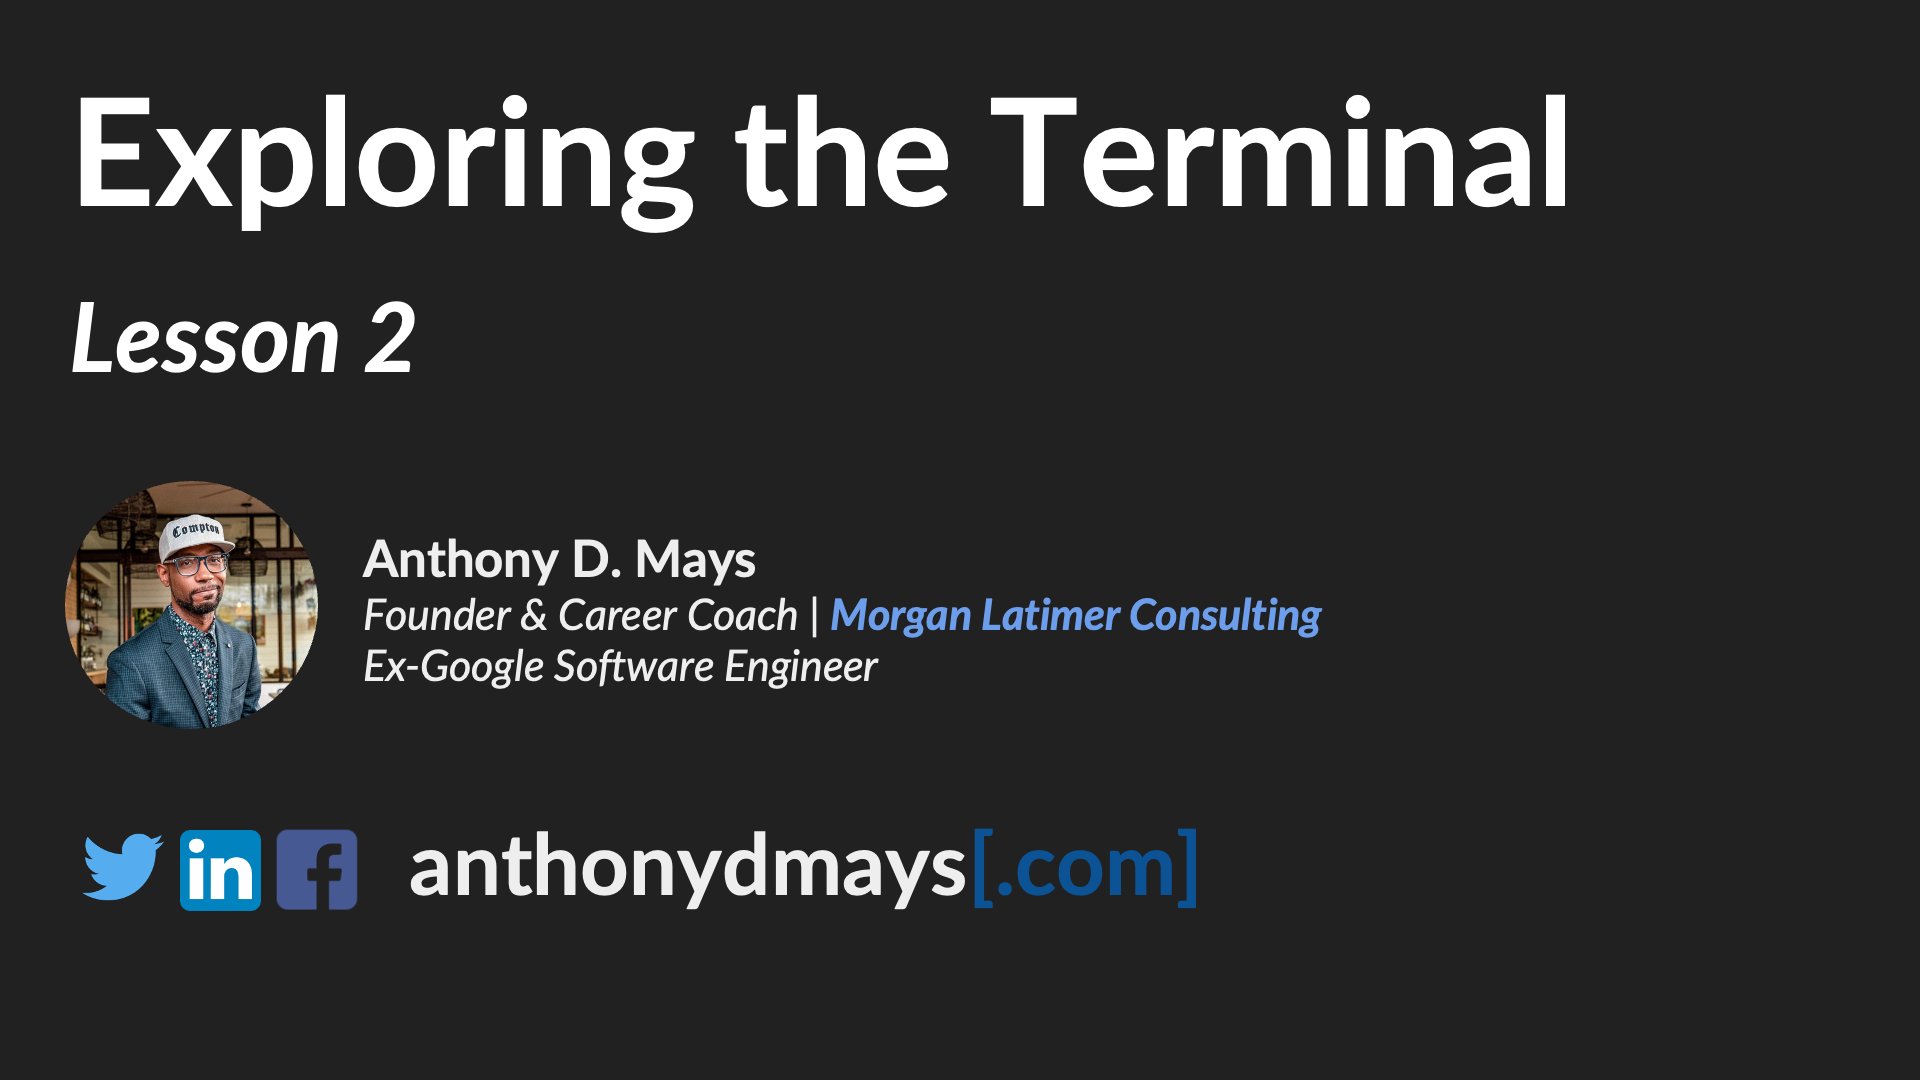 Exploring the Terminal
Lesson 2
Compton
Anthony D. Mays
Founder & Career Coach | Morgan Latimer Consulting
Ex-Google Software Engineer
in f anthonydmays[.com]